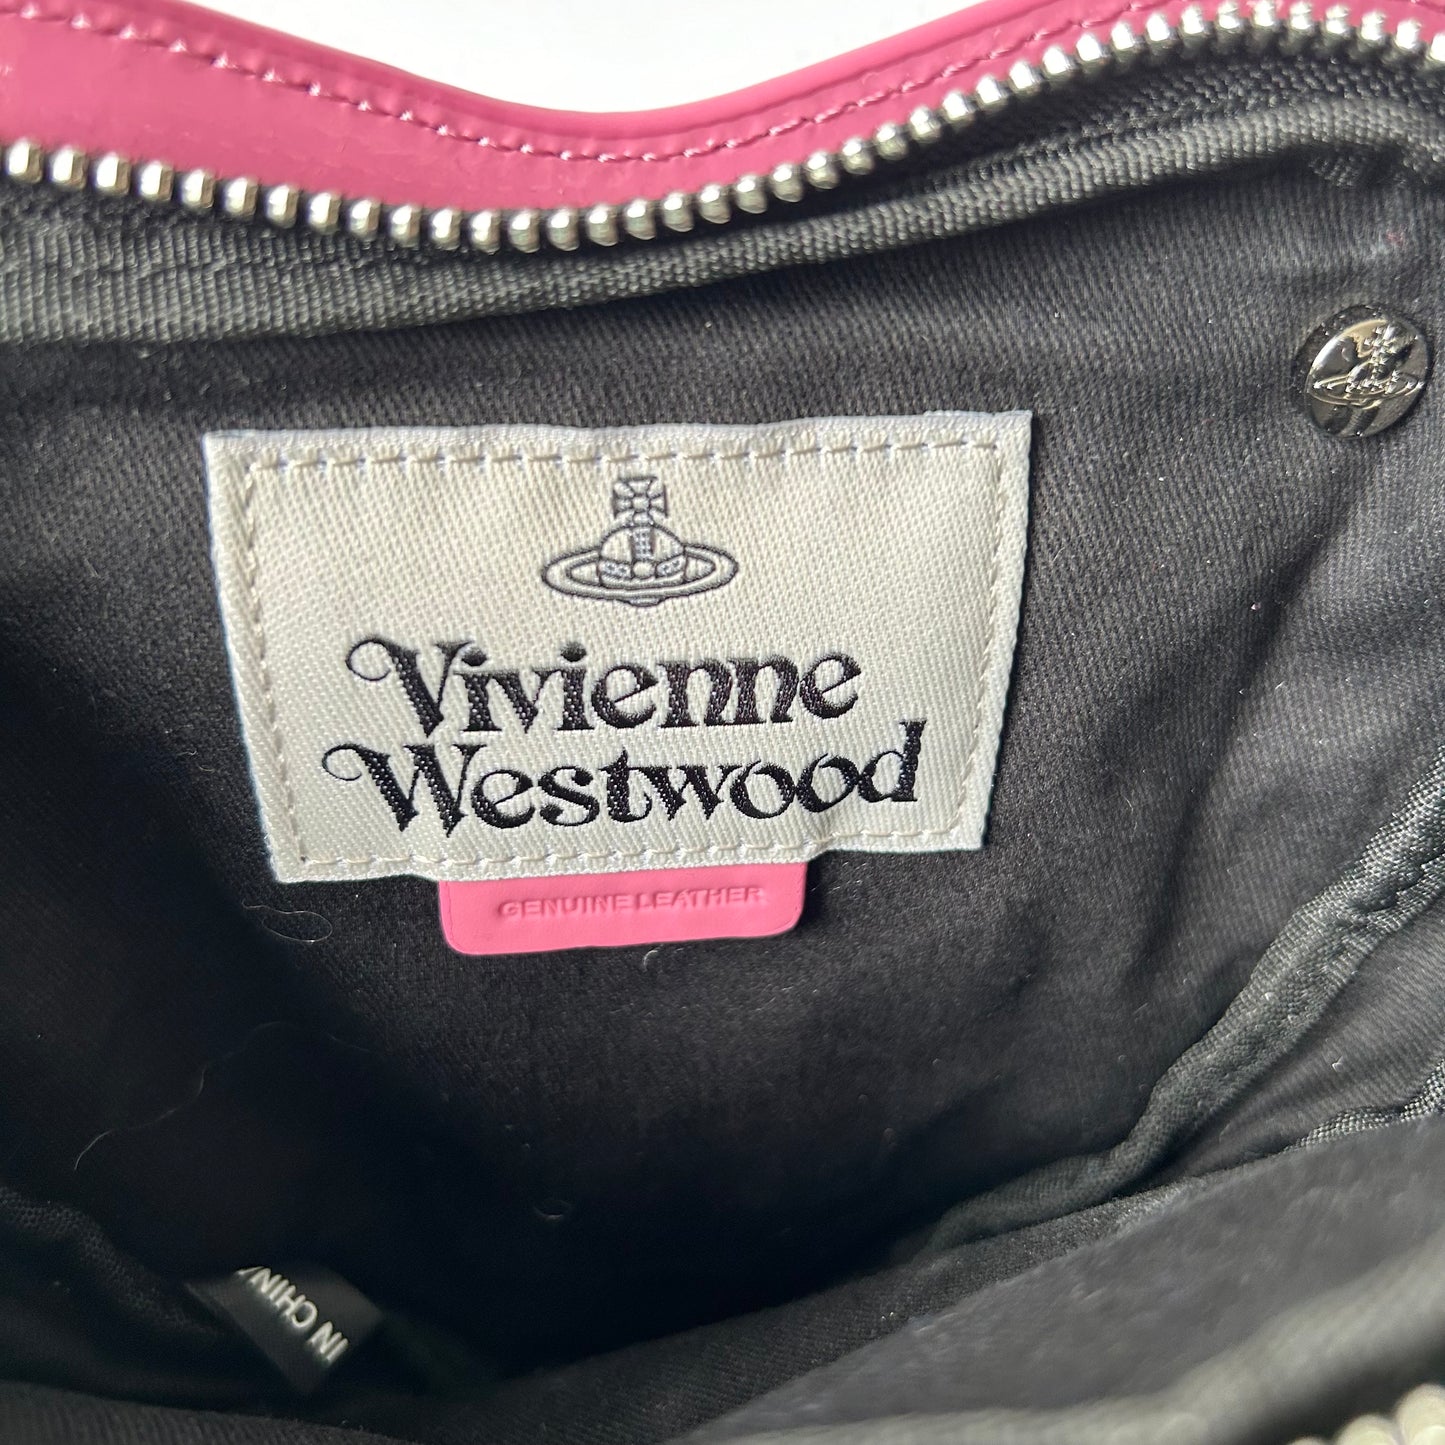 Vivienne
Westwood
GENUINE LEATHER
IN CHINA